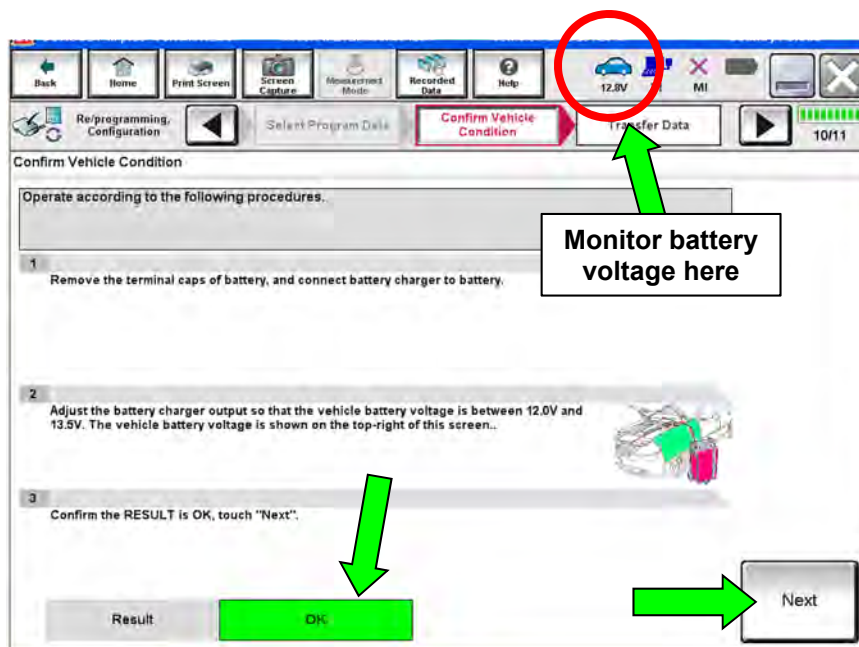 Back
Home
Print Screen
Screen
Capture
Measurement
Mode
Recorded
Data
Help
12.8V
MI
Re/programming,
Configuration
Select Program Data
Confirm Vehicle
Condition
Transfer Data
10/11
Confirm Vehicle Condition
Operate according to the following procedures.
Monitor battery
voltage here
1
Remove the terminal caps of battery, and connect battery charger to battery.
2
Adjust the battery charger output so that the vehicle battery voltage is between 12.0V and
13.5V. The vehicle battery voltage is shown on the top-right of this screen..
3
Confirm the RESULT is OK, touch "Next".
Result
OK
Next